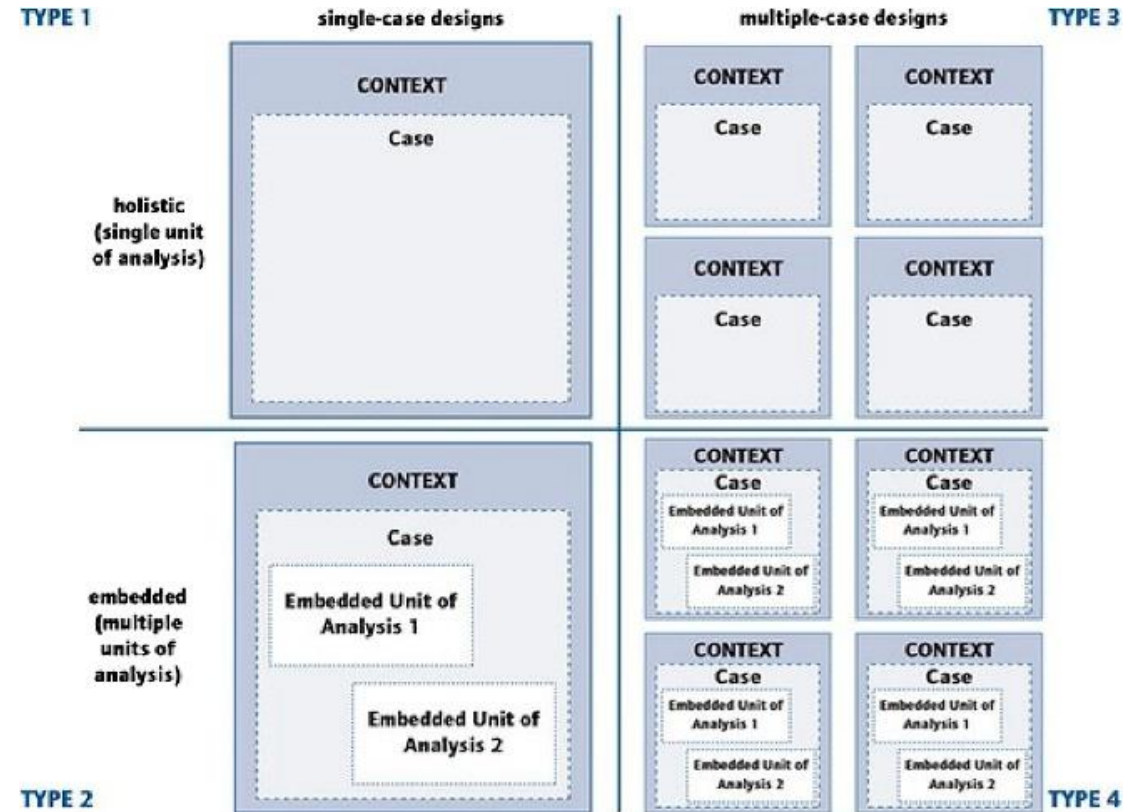 TYPE 1
single-case designs
multiple-case designs
TYPE 3
holistic
(single unit
of analysis)
CONTEXT
Case
CONTEXT
Case
CONTEXT
Case
CONTEXT
Case
CONTEXT
Case
embedded
(multiple
units of
analysis)
CONTEXT
Case
Embedded Unit of
Analysis 1
Embedded Unit of
Analysis 2
CONTEXT
Case
Embedded Unit of
Analysis 1
Embedded Unit of
Analysis 2
CONTEXT
Case
Embedded Unit of
Analysis 1
Embedded Unit of
Analysis 2
CONTEXT
Case
Embedded Unit of
Analysis 1
Embedded Unit of
Analysis 2
CONTEXT
Case
Embedded Unit of
Analysis 1
Embedded Unit of
Analysis 2
TYPE 2
TYPE 4